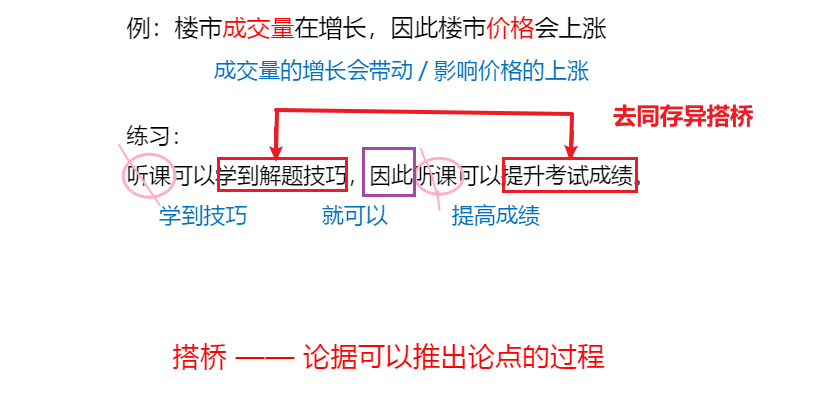 例：楼市成交量在增长，因此楼市价格会上涨
成交量的增长会带动 / 影响价格的上涨
去同存异搭桥
练习：
听课可以学到解题技巧，因此听课可以提升考试成绩。
学到技巧 就可以 提高成绩
搭桥 —— 论据可以推出论点的过程